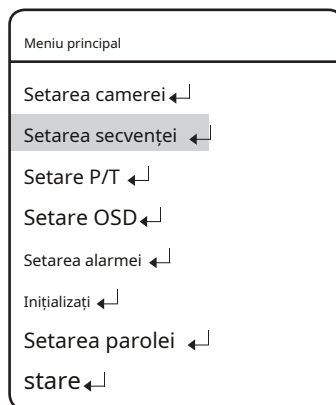 Meniu principal
Setarea camerei
Setarea secvenței
Setare P/T
Setare OSD
Setarea alarmei
Inițializați
Setarea parolei
stare